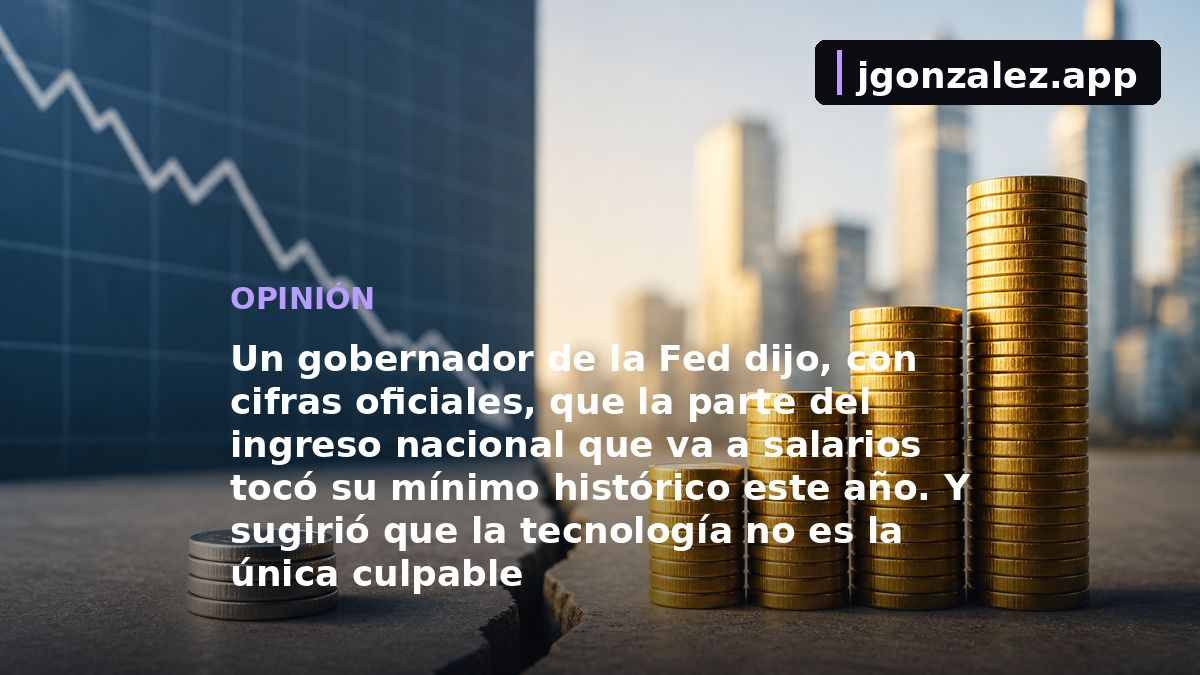 jgonzalez.app
OPINIÓN
Un gobernador de la Fed dijo, con
cifras oficiales, que la parte del
ingreso nacional que va a salarios
tocó su mínimo histórico este año. Y
sugirió que la tecnología no es la
única culpable